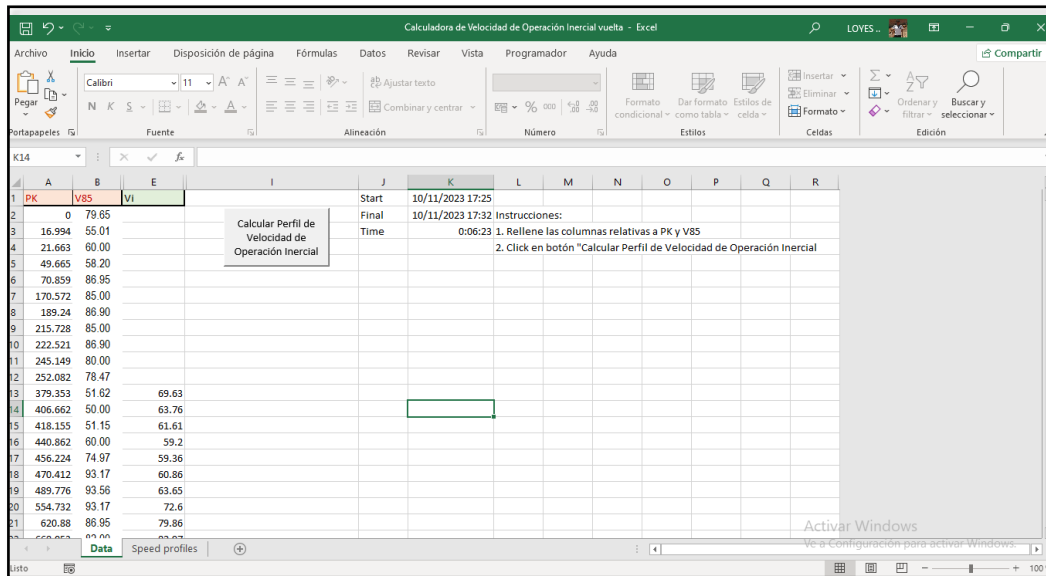 Calculadora de Velocidad de Operación Inercial vuelta - Excel
LOYES ..
Archivo Inicio Insertar Disposición de página Fórmulas Datos Revisar Vista Programador Ayuda
Compartir
Pegar
Calibri 11 A^ A˅
Ajustar texto
Insertar
Eliminar
Formato
N K S
Combinar y centrar
% 000
Formato condicional
Dar formato como tabla
Estilos de celda
Ordenar y filtrar
Buscar y seleccionar
Portapapeles Fuente Alineación Número Estilos Celdas Edición
K14 fx
A B E I J K L M N O P Q R
1 PK V85 Vi Start 10/11/2023 17:25
2 0 79.65 Final 10/11/2023 17:32 Instrucciones:
Calcular Perfil de
Velocidad de
Operación Inercial
3 16.994 55.01 Time 0:06:23 1. Rellene las columnas relativas a PK y V85
4 21.663 60.00 2. Click en botón "Calcular Perfil de Velocidad de Operación Inercial
5 49.665 58.20
6 70.859 86.95
7 170.572 85.00
8 189.24 86.90
9 215.728 85.00
10 222.521 86.90
11 245.149 80.00
12 252.082 78.47
13 379.353 51.62 69.63
14 406.662 50.00 63.76
15 418.155 51.15 61.61
16 440.862 60.00 59.2
17 456.224 74.97 59.36
18 470.412 93.17 60.86
19 489.776 93.56 63.65
20 554.732 93.17 72.6
21 620.88 86.95 79.86
Activar Windows
Ve a Configuración para activar Windows.
Data Speed profiles
Listo 100